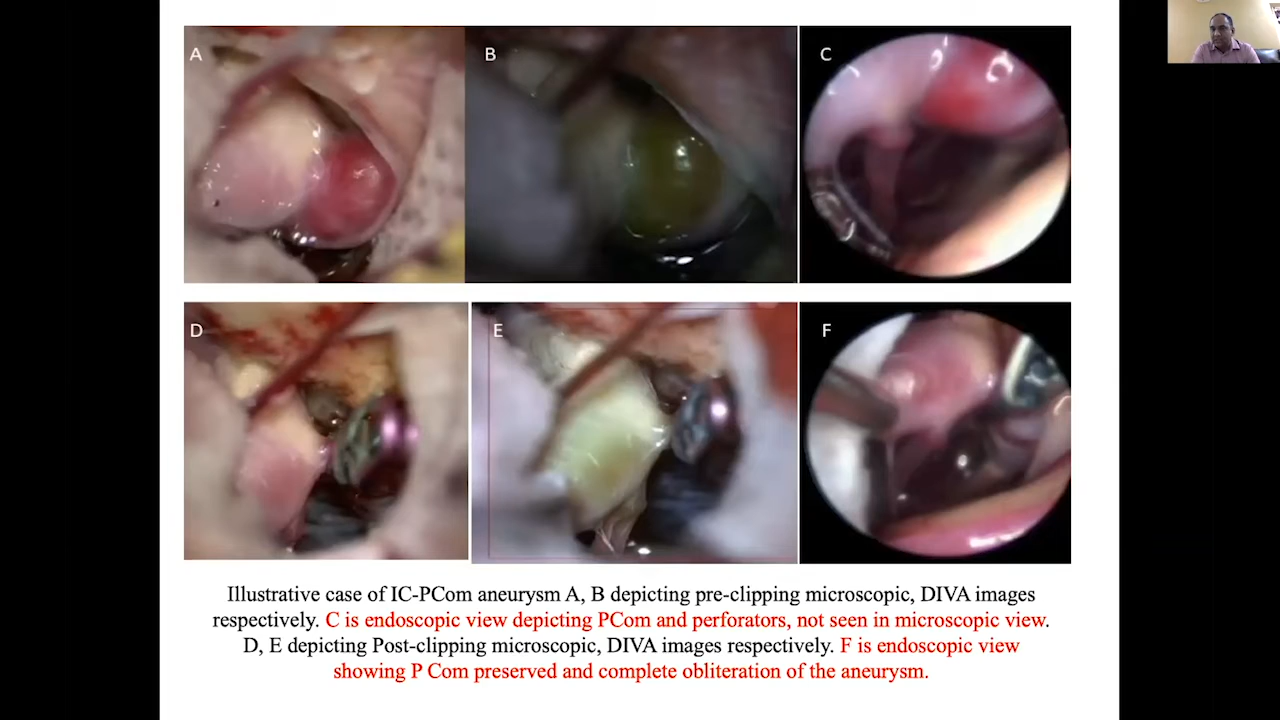 A
B
C
D
E
F
Illustrative case of IC-PCom aneurysm A, B depicting pre-clipping microscopic, DIVA images
respectively. C is endoscopic view depicting PCom and perforators, not seen in microscopic view.
D, E depicting Post-clipping microscopic, DIVA images respectively. F is endoscopic view
showing P Com preserved and complete obliteration of the aneurysm.